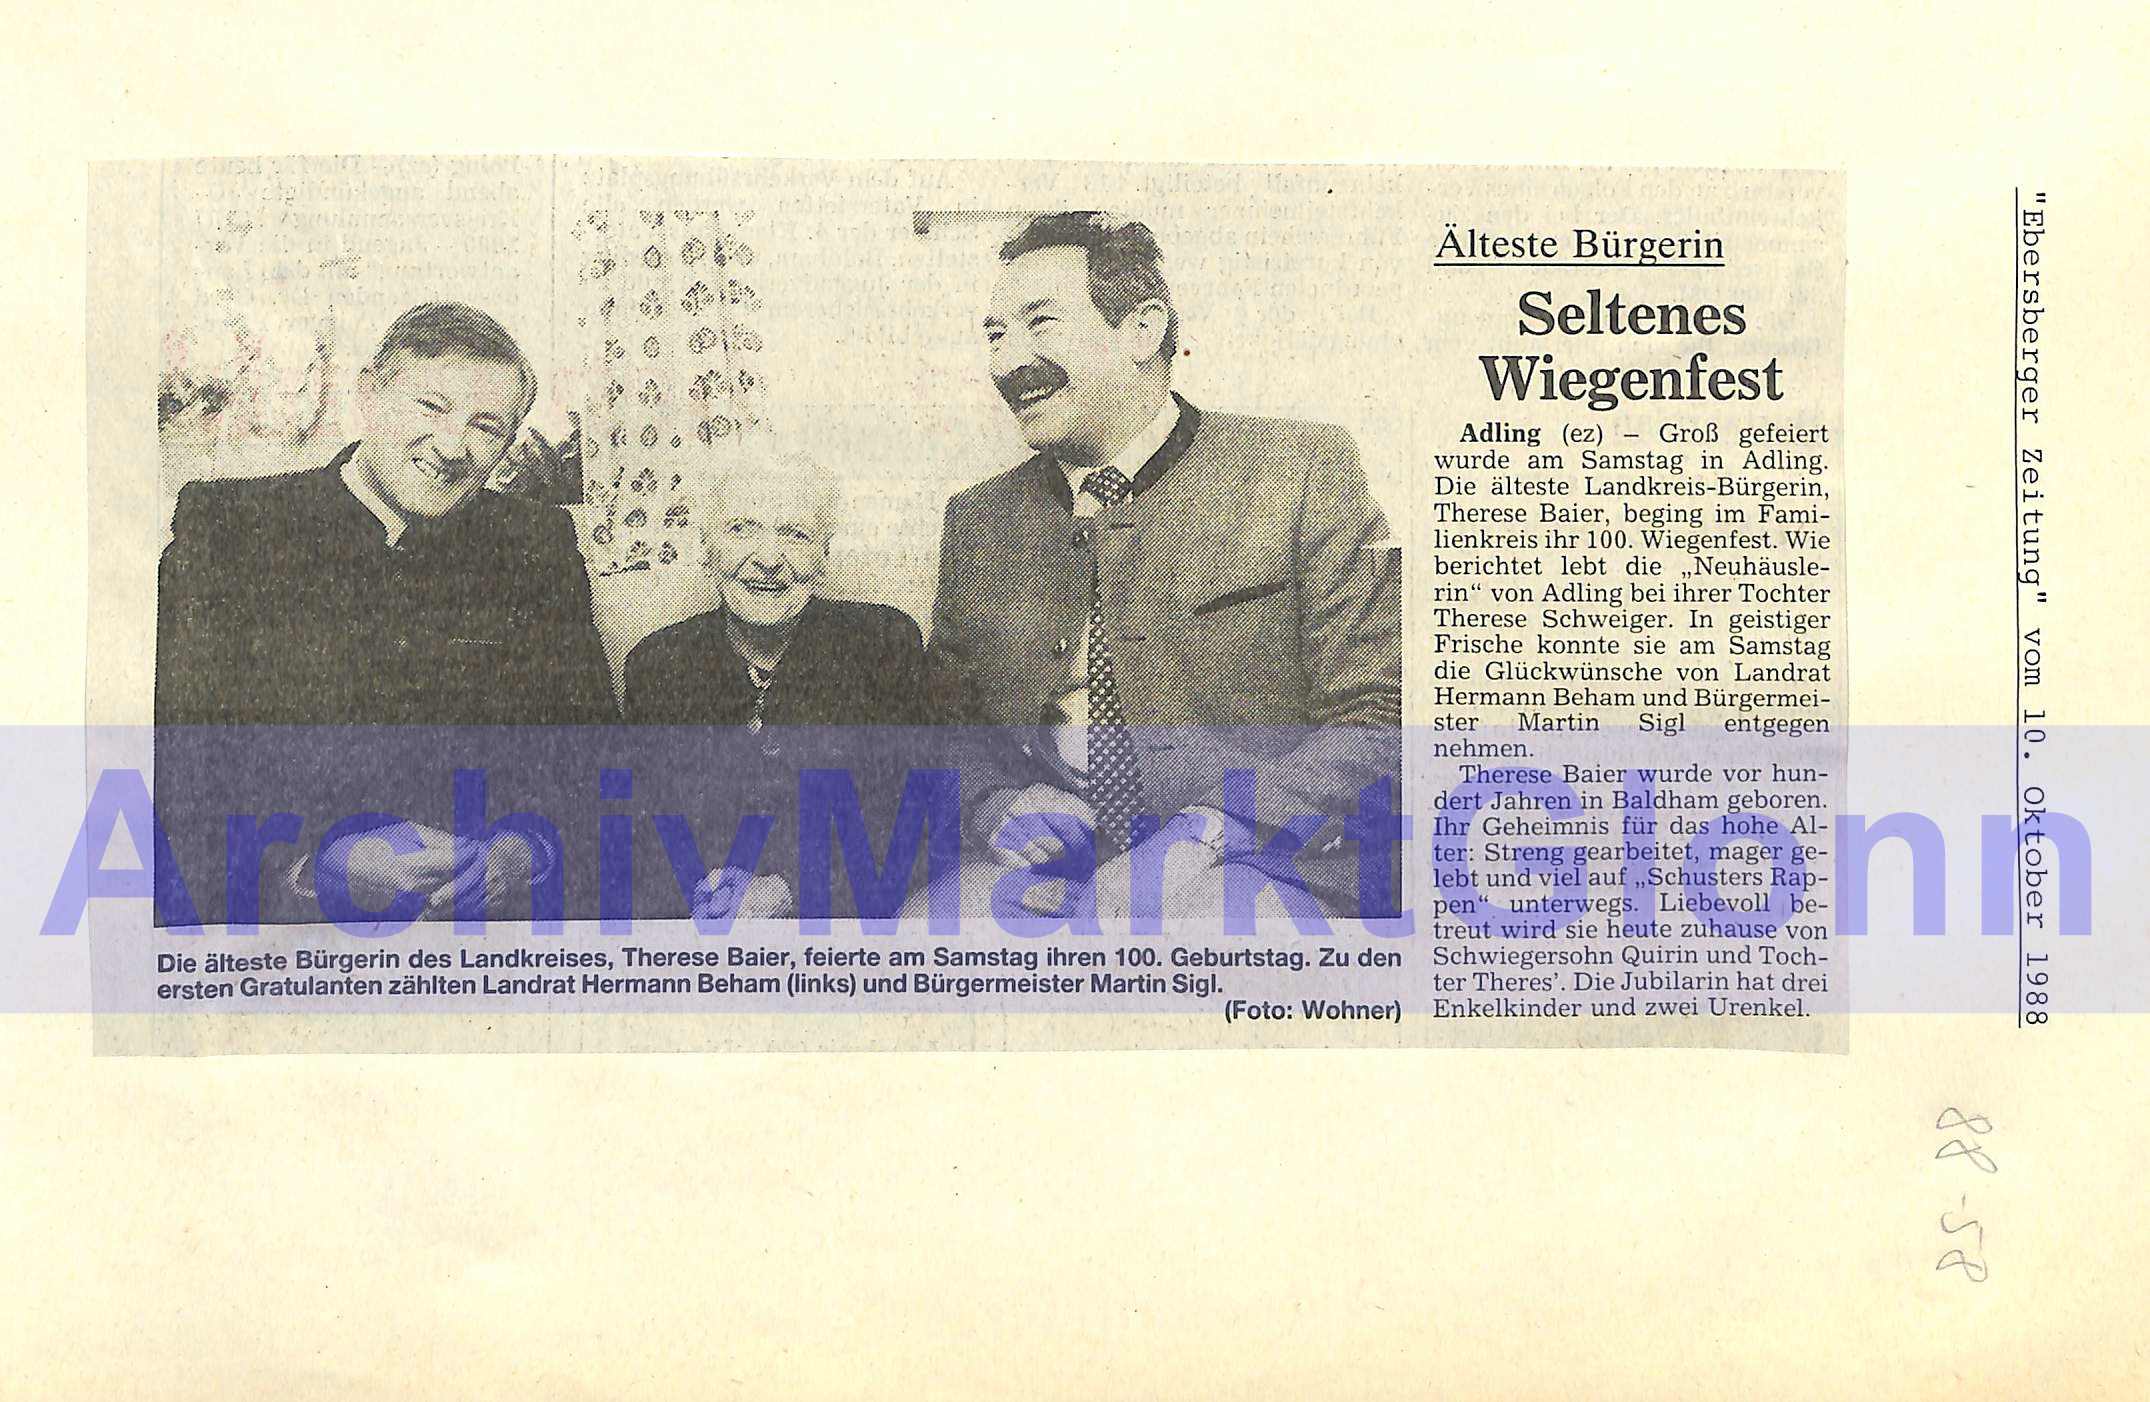 Älteste Bürgerin
Seltenes
Wiegenfest
Adling (ez) – Groß gefeiert
wurde am Samstag in Adling.
Die älteste Landkreis-Bürgerin,
Therese Baier, beging im Fami-
lienkreis ihr 100. Wiegenfest. Wie
berichtet lebt die „Neuhäusle-
rin“ von Adling bei ihrer Tochter
Therese Schweiger. In geistiger
Frische konnte sie am Samstag
die Glückwünsche von Landrat
Hermann Beham und Bürgermei-
ster Martin Sigl entgegen
nehmen.
Therese Baier wurde vor hun-
dert Jahren in Baldham geboren.
Ihr Geheimnis für das hohe Al-
ter: Streng gearbeitet, mager ge-
lebt und viel auf „Schusters Rap-
pen“ unterwegs. Liebevoll be-
treut wird sie heute zuhause von
Schwiegersohn Quirin und Toch-
ter Theres’. Die Jubilarin hat drei
Enkelkinder und zwei Urenkel.
Die älteste Bürgerin des Landkreises, Therese Baier, feierte am Samstag ihren 100. Geburtstag. Zu den
ersten Gratulanten zählten Landrat Hermann Beham (links) und Bürgermeister Martin Sigl.
(Foto: Wohner)
"Ebersberger Zeitung" vom 10. Oktober 1988
88-58
ArchivMarktGlonn